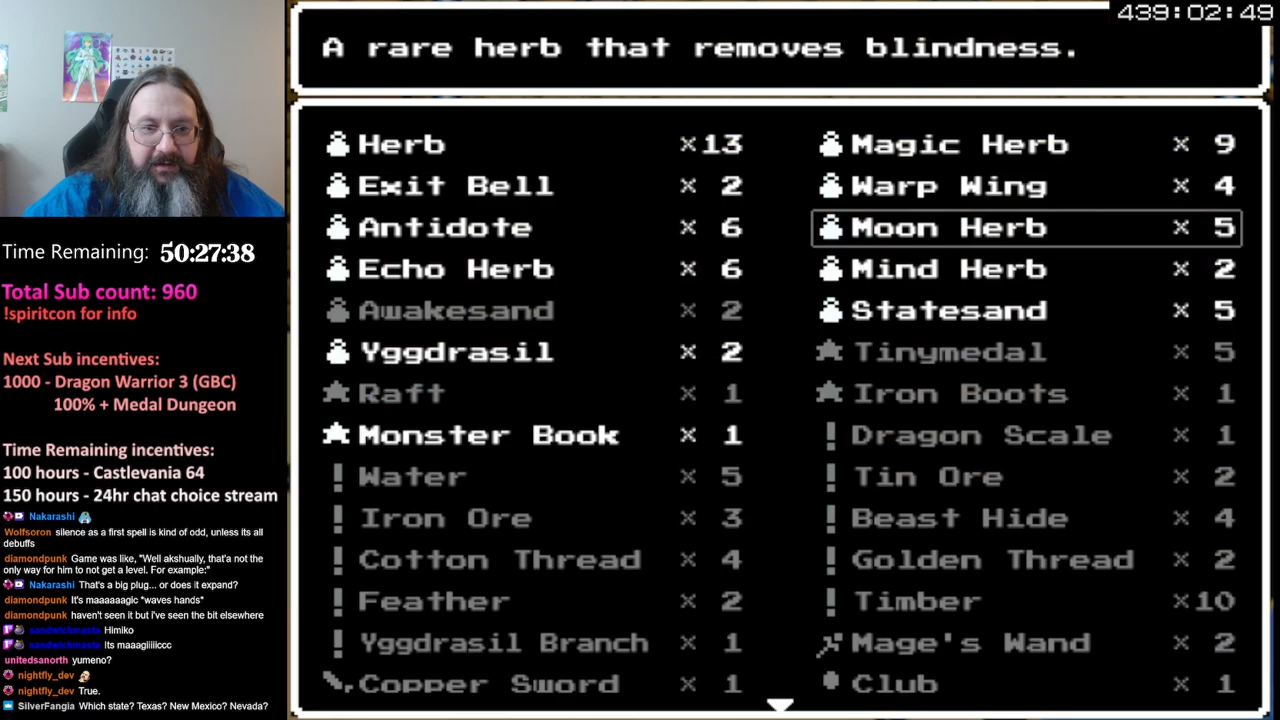 439:02:49
A rare herb that removes blindness.
Herb ×13 Magic Herb × 9
Exit Bell × 2 Warp Wing × 4
Antidote × 6 Moon Herb × 5
Echo Herb × 6 Mind Herb × 2
Awakesand × 2 Statesand × 5
Yggdrasil × 2 Tinymedal × 5
Raft × 1 Iron Boots × 1
Monster Book × 1 Dragon Scale × 1
Water × 5 Tin Ore × 2
Iron Ore × 3 Beast Hide × 4
Cotton Thread × 4 Golden Thread × 2
Feather × 2 Timber ×10
Yggdrasil Branch × 1 Mage's Wand × 2
Copper Sword × 1 Club × 1
Time Remaining: 50:27:38
Total Sub count: 960
!spiritcon for info
Next Sub incentives:
1000 - Dragon Warrior 3 (GBC)
100% + Medal Dungeon
Time Remaining incentives:
100 hours - Castlevania 64
150 hours - 24hr chat choice stream
Nakarashi
Wolfsoron silence as a first spell is kind of odd, unless its all
debuffs
diamondpunk Game was like, "Well akshually, that'a not the
only way for him to not get a level. For example:"
Nakarashi That's a big plug... or does it expand?
diamondpunk It's maaaaaagic *waves hands*
diamondpunk haven't seen it but I've seen the bit elsewhere
sandwichmasta Himiko
sandwichmasta Its maaagiiiiccc
unitedsanorth yumeno?
nightfly_dev
nightfly_dev True.
SilverFangia Which state? Texas? New Mexico? Nevada?